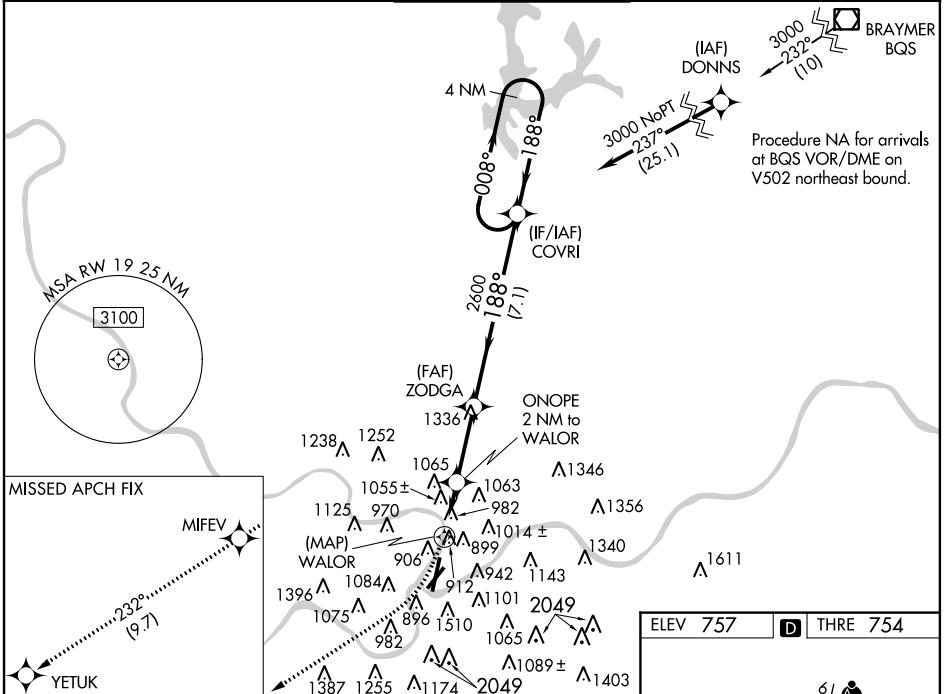 BRAYMER
BQS
3000
232°
(10)
(IAF)
DONNS
3000 NoPT
237°
(25.1)
Procedure NA for arrivals
at BQS VOR/DME on
V502 northeast bound.
4 NM
008°
188°
(IF/IAF)
COVRI
2600
188°
(7.1)
MSA RW 19 25 NM
3100
(FAF)
ZODGA
1336
ONOPE
2 NM to
WALOR
1238
1252
1346
1065
1063
1055 ±
982
1356
1125
970
1014 ±
(MAP)
WALOR
899
906
1340
1611
942
1143
912
1396
1084
1075
1101
896
1510
982
1065
2049
1089 ±
1387
1255
1174
2049
1403
MISSED APCH FIX
MIFEV
232°
(9.7)
YETUK
ELEV 757
D
THRE 754